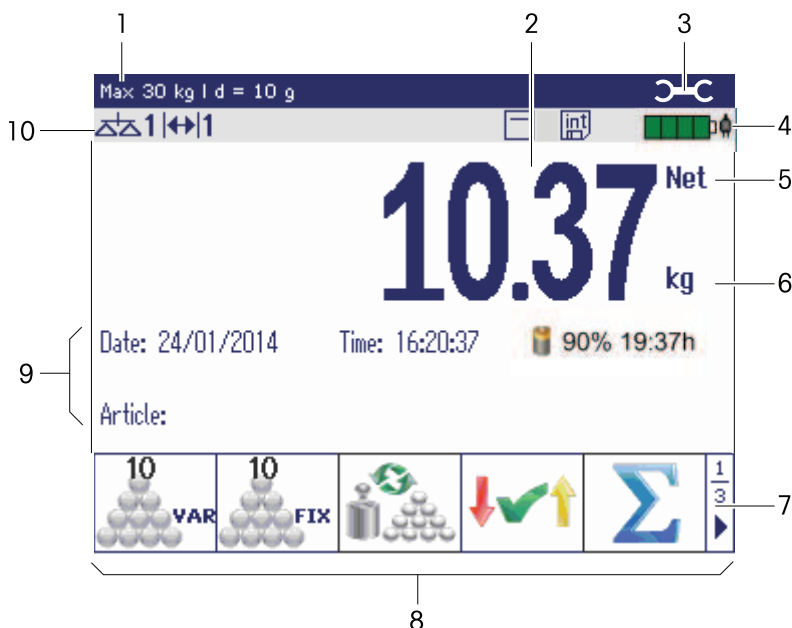 1 2 3
Max 30 kg | d = 10 g
10 1 1 int 4
Net 5
10.37
kg 6
Date: 24/01/2014 Time: 16:20:37 90% 19:37h
9
Article:
10 VAR 10 FIX 1/3 7
8